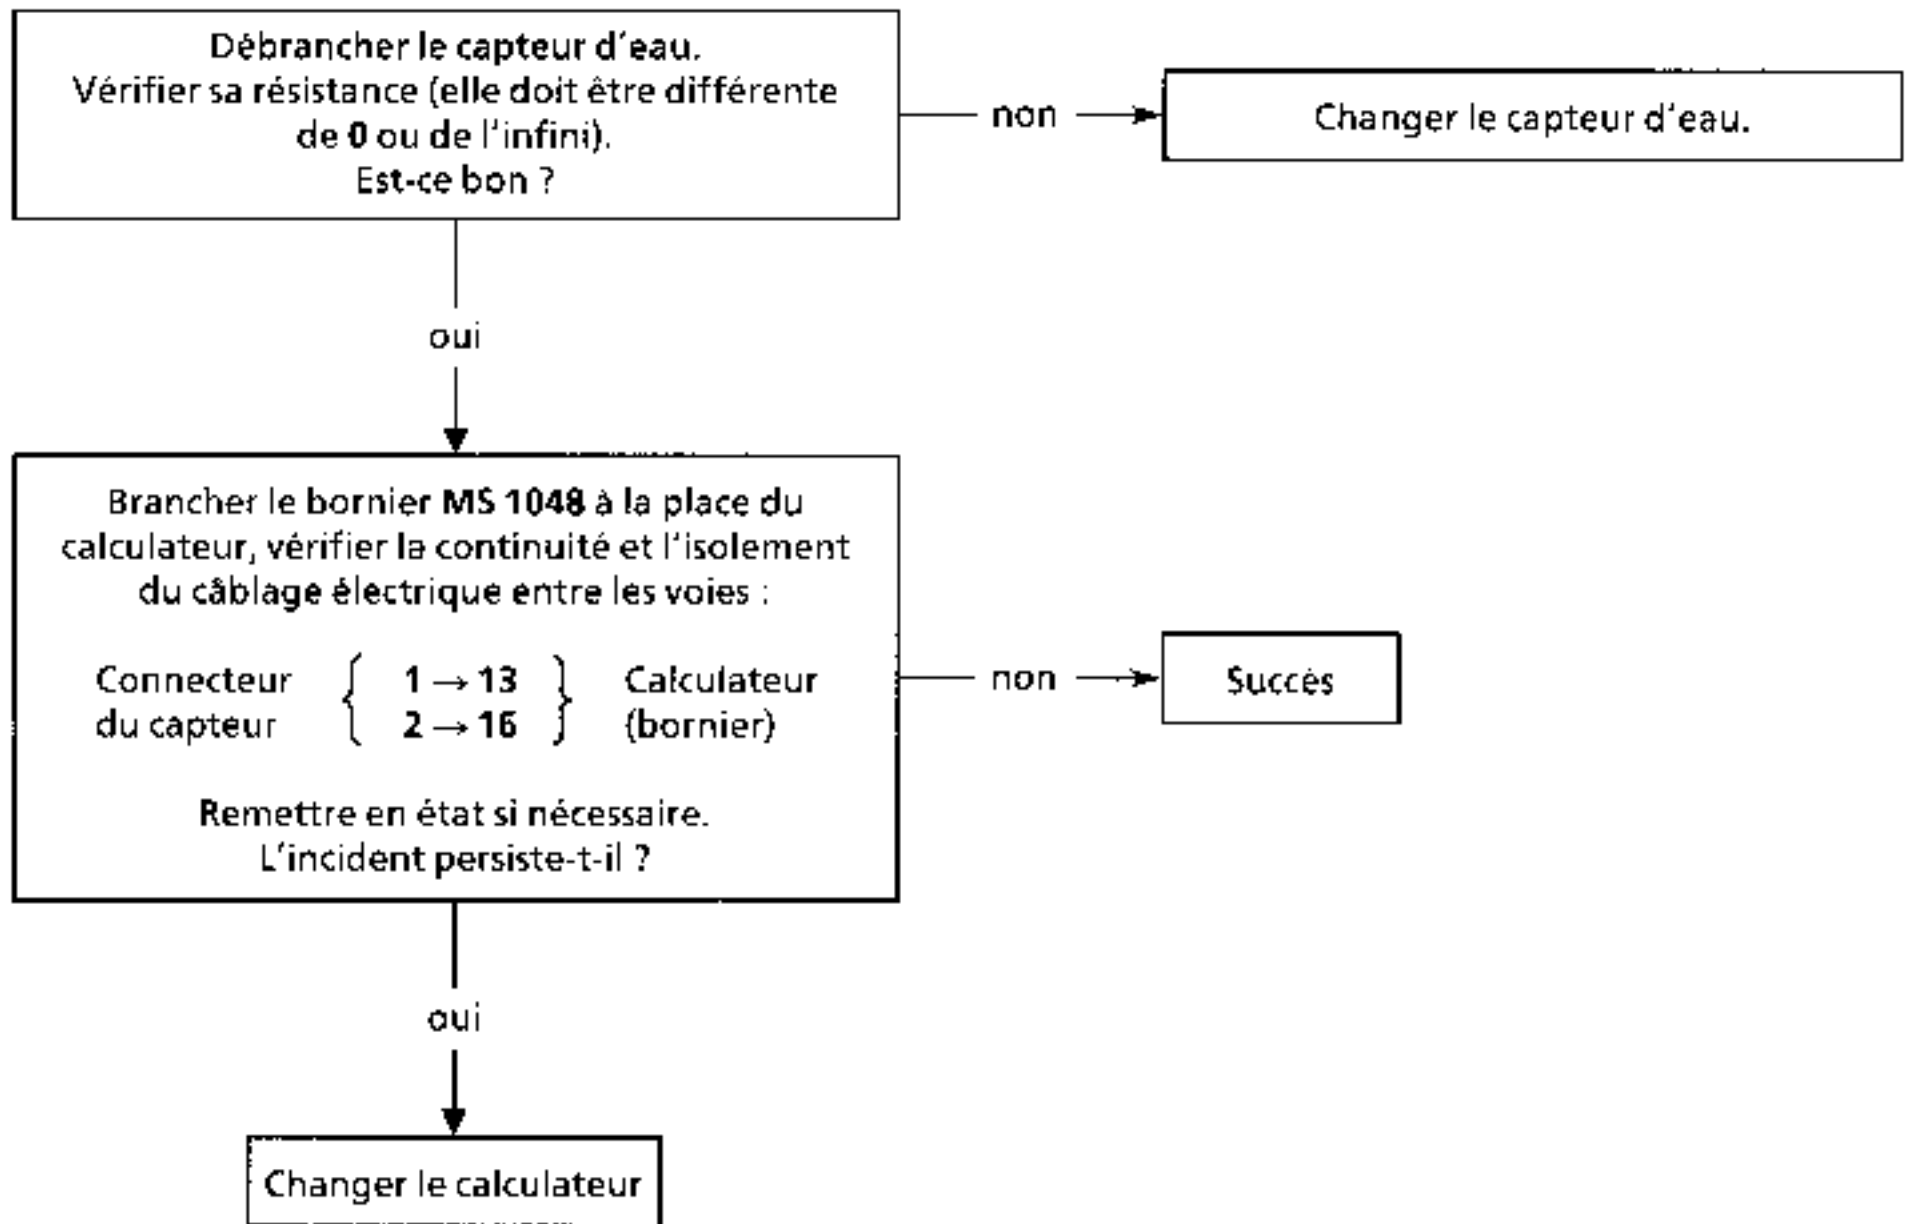 Débrancher le capteur d'eau.
Vérifier sa résistance (elle doit être différente
de 0 ou de l'infini).
Est-ce bon ?
non
Changer le capteur d'eau.
oui
Brancher le bornier MS 1048 à la place du
calculateur, vérifier la continuité et l'isolement
du câblage électrique entre les voies :
Connecteur { 1 → 13 } Calculateur
du capteur { 2 → 16 } (bornier)
Remettre en état si nécessaire.
L'incident persiste-t-il ?
non
Succès
oui
Changer le calculateur